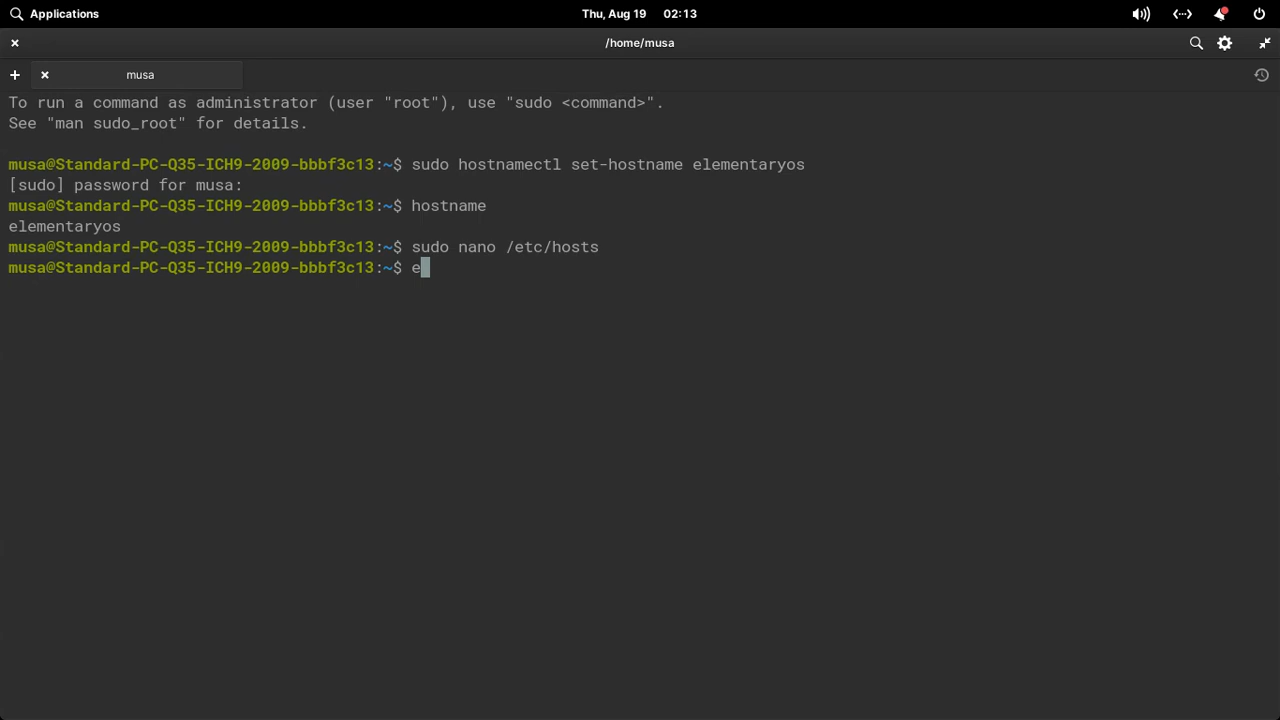 Applications
Thu, Aug 19 02:13
/home/musa
musa
To run a command as administrator (user "root"), use "sudo <command>".
See "man sudo_root" for details.
musa@Standard-PC-Q35-ICH9-2009-bbbf3c13:~$ sudo hostnamectl set-hostname elementaryos
[sudo] password for musa:
musa@Standard-PC-Q35-ICH9-2009-bbbf3c13:~$ hostname
elementaryos
musa@Standard-PC-Q35-ICH9-2009-bbbf3c13:~$ sudo nano /etc/hosts
musa@Standard-PC-Q35-ICH9-2009-bbbf3c13:~$ e